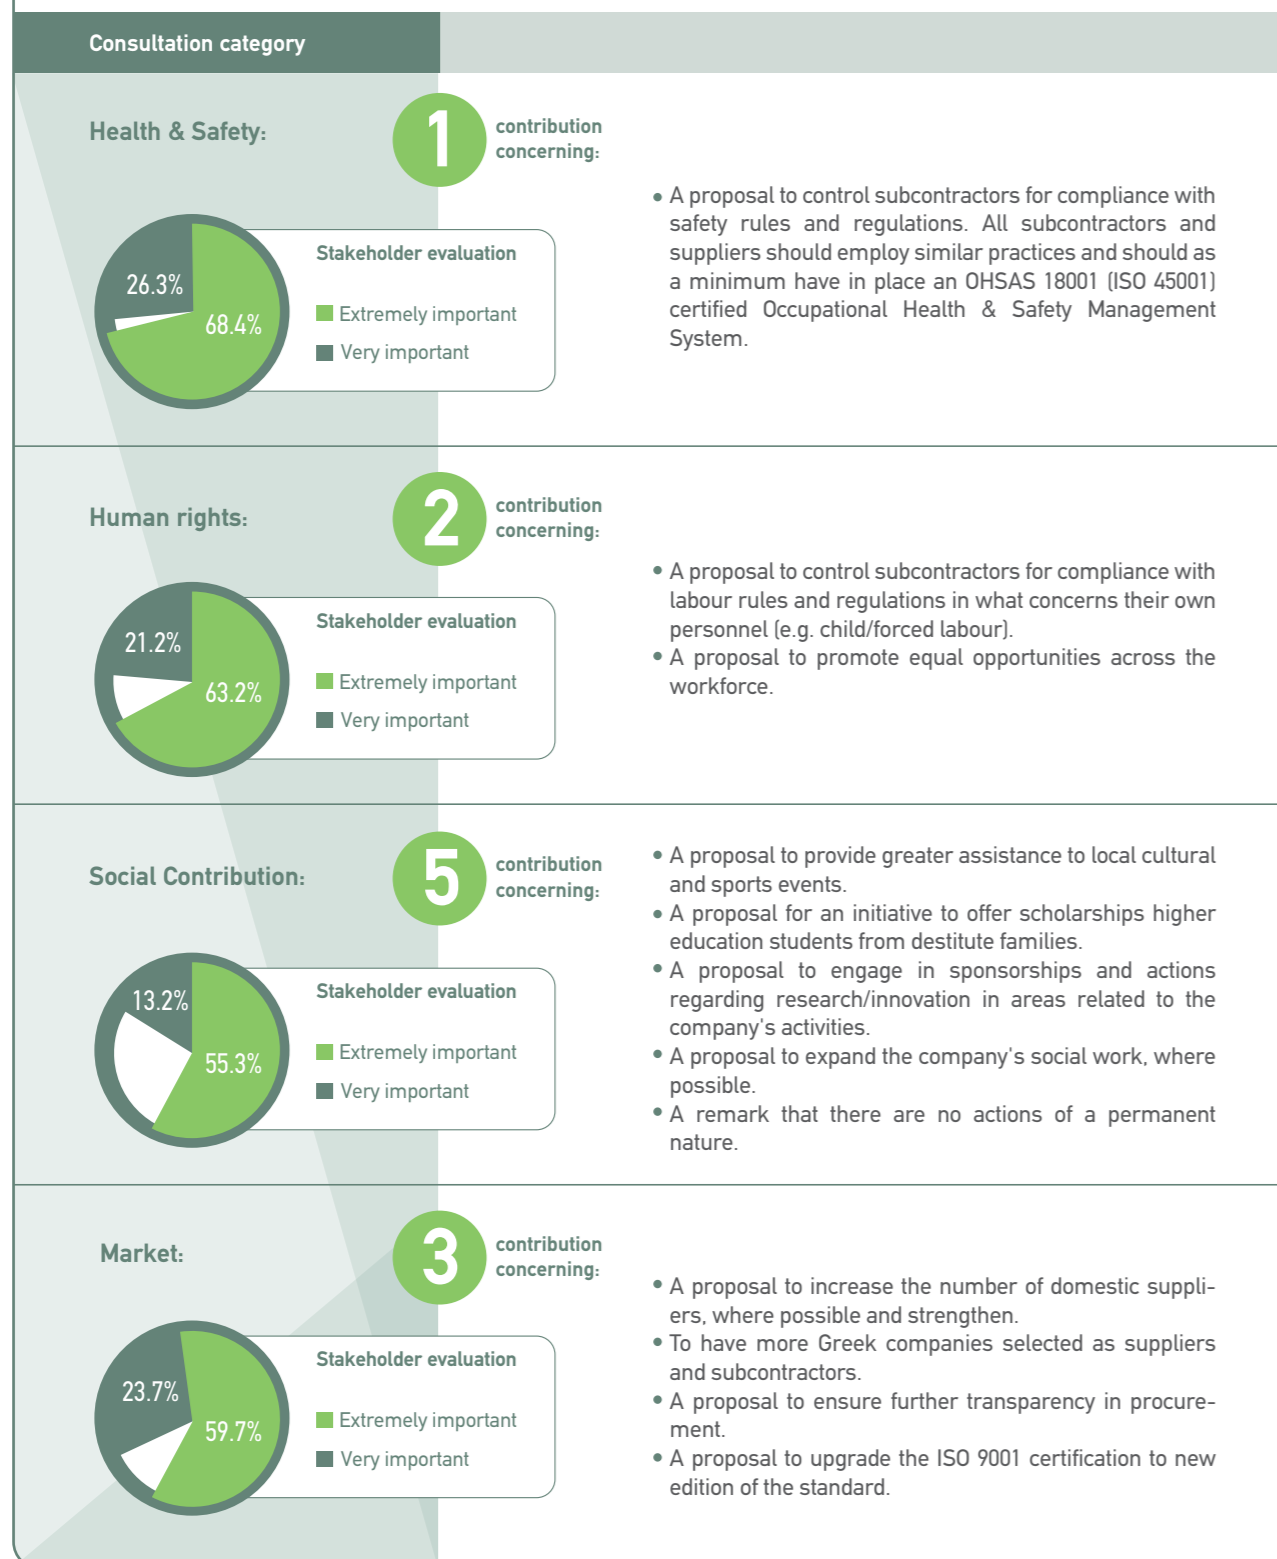 Consultation category
Health & Safety:
1
contribution
concerning:
26.3%
68.4%
Stakeholder evaluation
Extremely important
Very important
• A proposal to control subcontractors for compliance with
safety rules and regulations. All subcontractors and
suppliers should employ similar practices and should as
a minimum have in place an OHSAS 18001 (ISO 45001)
certified Occupational Health & Safety Management
System.
Human rights:
2
contribution
concerning:
21.2%
63.2%
Stakeholder evaluation
Extremely important
Very important
• A proposal to control subcontractors for compliance with
labour rules and regulations in what concerns their own
personnel (e.g. child/forced labour).
• A proposal to promote equal opportunities across the
workforce.
Social Contribution:
5
contribution
concerning:
13.2%
55.3%
Stakeholder evaluation
Extremely important
Very important
• A proposal to provide greater assistance to local cultural
and sports events.
• A proposal for an initiative to offer scholarships higher
education students from destitute families.
• A proposal to engage in sponsorships and actions
regarding research/innovation in areas related to the
company's activities.
• A proposal to expand the company's social work, where
possible.
• A remark that there are no actions of a permanent
nature.
Market:
3
contribution
concerning:
23.7%
59.7%
Stakeholder evaluation
Extremely important
Very important
• A proposal to increase the number of domestic suppli-
ers, where possible and strengthen.
• To have more Greek companies selected as suppliers
and subcontractors.
• A proposal to ensure further transparency in procure-
ment.
• A proposal to upgrade the ISO 9001 certification to new
edition of the standard.